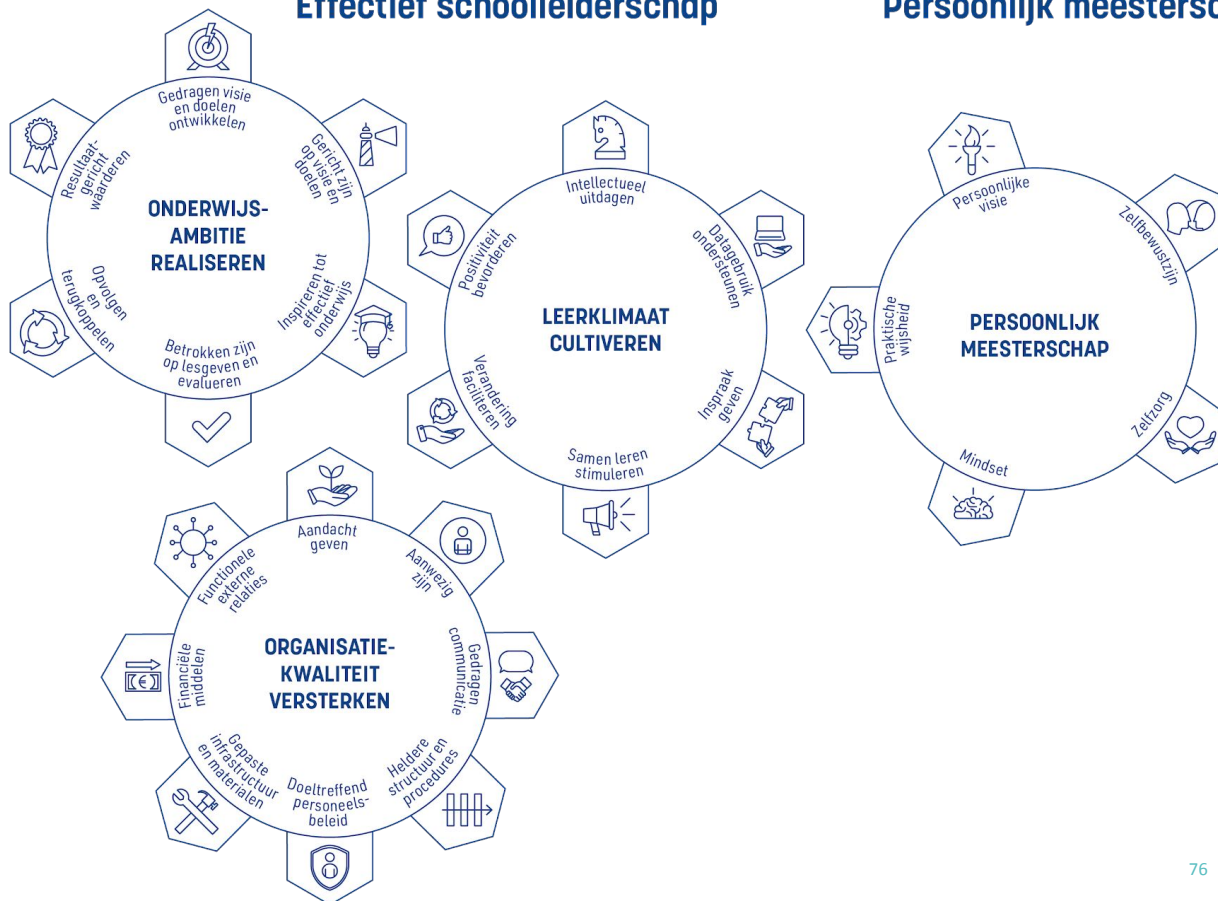 Effectief schoolleiderschap
Persoonlijk meestersc
Gedragen visie
en doelen
ontwikkelen
Gericht zijn
op visie en
doelen
Inspireren tot
effectief
onderwijs
Betrokken zijn
op lesgeven en
evalueren
Opvolgen
en
terugkoppelen
Resultaat-
gericht
waarderen
ONDERWIJS-
AMBITIE
REALISEREN
Intellectueel
uitdagen
Datagebruik
ondersteunen
Inspraak
geven
Samen leren
stimuleren
Verandering
faciliteren
Positiviteit
bevorderen
LEERKLIMAAT
CULTIVEREN
Persoonlijke
visie
Zelfbewustzijn
Zelfzorg
Mindset
Praktische
wijsheid
PERSOONLIJK
MEESTERSCHAP
Aandacht
geven
Aanwezig
zijn
Gedragen
communicatie
Heldere
structuur en
procedures
Doeltreffend
personeels-
beleid
Gepaste
infrastructuur
en materialen
Financiële
middelen
Functionele
externe
relaties
ORGANISATIE-
KWALITEIT
VERSTERKEN
76